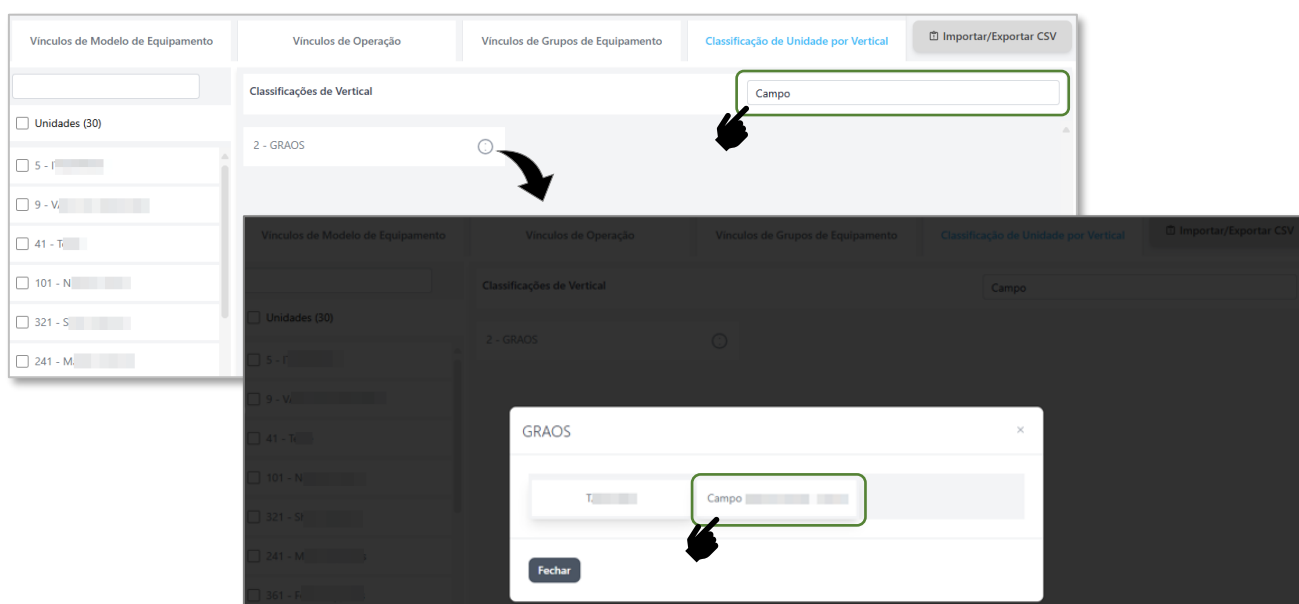 Vínculos de Modelo de Equipamento
Vínculos de Operação
Vínculos de Grupos de Equipamento
Classificação de Unidade por Vertical
Importar/Exportar CSV
Classificações de Vertical
Campo
Unidades (30)
2 - GRAOS
5 -
9 -
41 -
101 - N
321 - S
241 - M
Vínculos de Modelo de Equipamento
Vínculos de Operação
Vínculos de Grupos de Equipamento
Classificação de Unidade por Vertical
Importar/Exportar CSV
Classificações de Vertical
Campo
Unidades (30)
2 - GRAOS
5 -
9 -
41 -
101 - N
321 - S
241 - M
361 -
GRAOS
×
T
Campo
Fechar